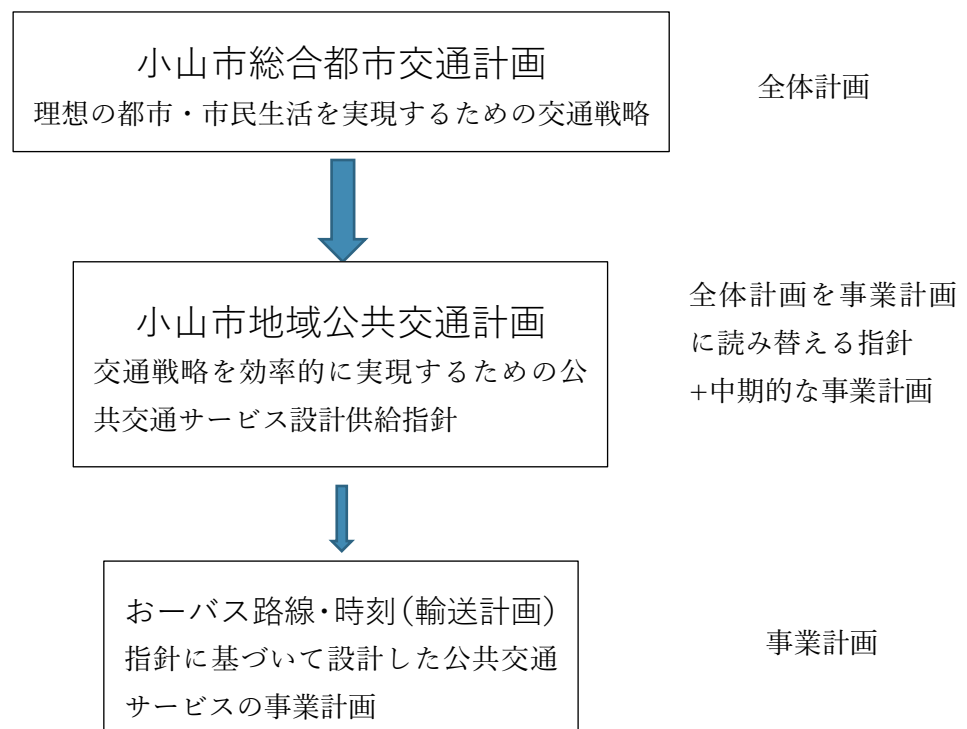 小山市総合都市交通計画
理想の都市・市民生活を実現するための交通戦略
全体計画
小山市地域公共交通計画
交通戦略を効率的に実現するための公
共交通サービス設計供給指針
全体計画を事業計画
に読み替える指針
+中期的な事業計画
おーバス路線・時刻(輸送計画)
指針に基づいて設計した公共交通
サービスの事業計画
事業計画